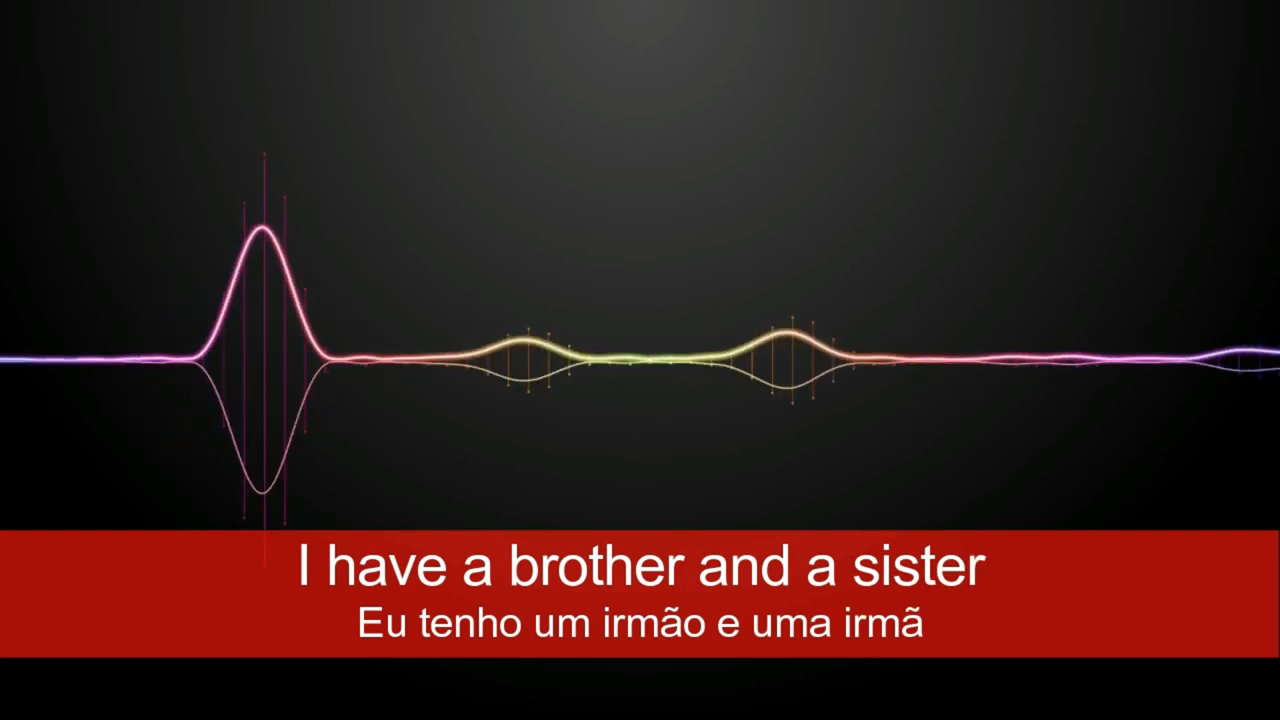 I have a brother and a sister
Eu tenho um irmão e uma irmã